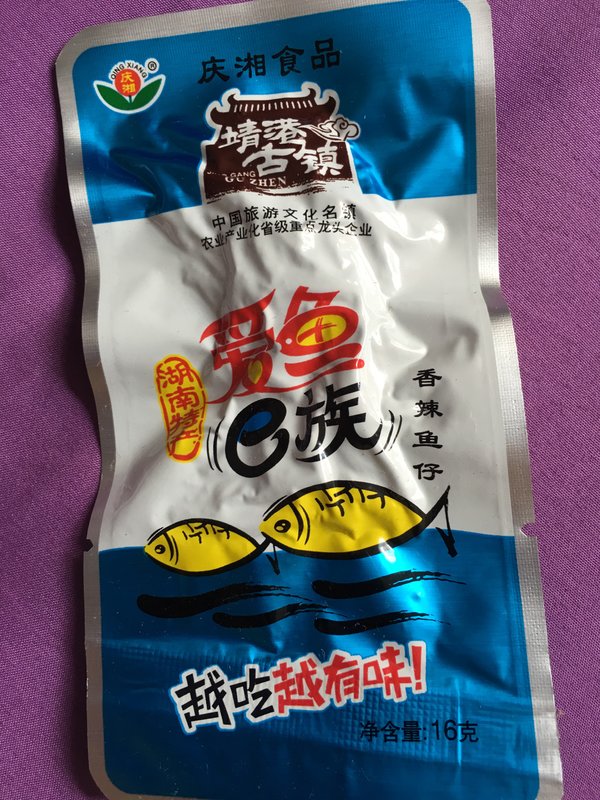 QING XIANG
®
庆湘
庆湘食品
靖港
古镇
GANG
GU ZHEN
中国旅游文化名镇
农业产业化省级重点龙头企业
爱鱼
e族
湖南特产
香辣鱼仔
越吃越有味!
净含量:16克